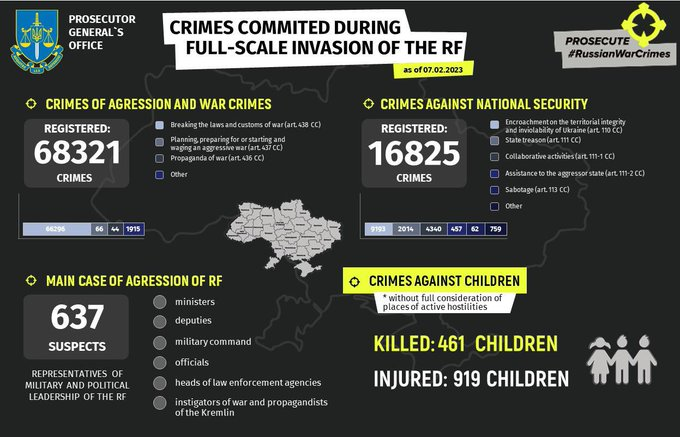 PROSECUTOR
GENERAL`S
OFFICE
CRIMES COMMITED DURING
FULL-SCALE INVASION OF THE RF
as of 07.02.2023
PROSECUTE
#RussianWarCrimes
CRIMES OF AGRESSION AND WAR CRIMES
REGISTERED:
68321
CRIMES
Breaking the laws and customs of war (art. 438 CC)
Planning, preparing for or starting and
waging an aggressive war (art. 437 CC)
Propaganda of war (art. 436 CC)
Other
66296 66 44 1915
CRIMES AGAINST NATIONAL SECURITY
REGISTERED:
16825
CRIMES
Encroachment on the territorial integrity
and inviolability of Ukraine (art. 110 CC)
State treason (art. 111 CC)
Collaborative activities (art. 111-1 CC)
Assistance to the aggressor state (art. 111-2 CC)
Sabotage (art. 113 CC)
Other
9193 2014 4340 457 62 759
MAIN CASE OF AGRESSION OF RF
637
SUSPECTS
REPRESENTATIVES OF
MILITARY AND POLITICAL
LEADERSHIP OF THE RF
ministers
deputies
military command
officials
heads of law enforcement agencies
instigators of war and propagandists
of the Kremlin
CRIMES AGAINST CHILDREN
* without full consideration of
places of active hostilities
KILLED: 461 CHILDREN
INJURED: 919 CHILDREN